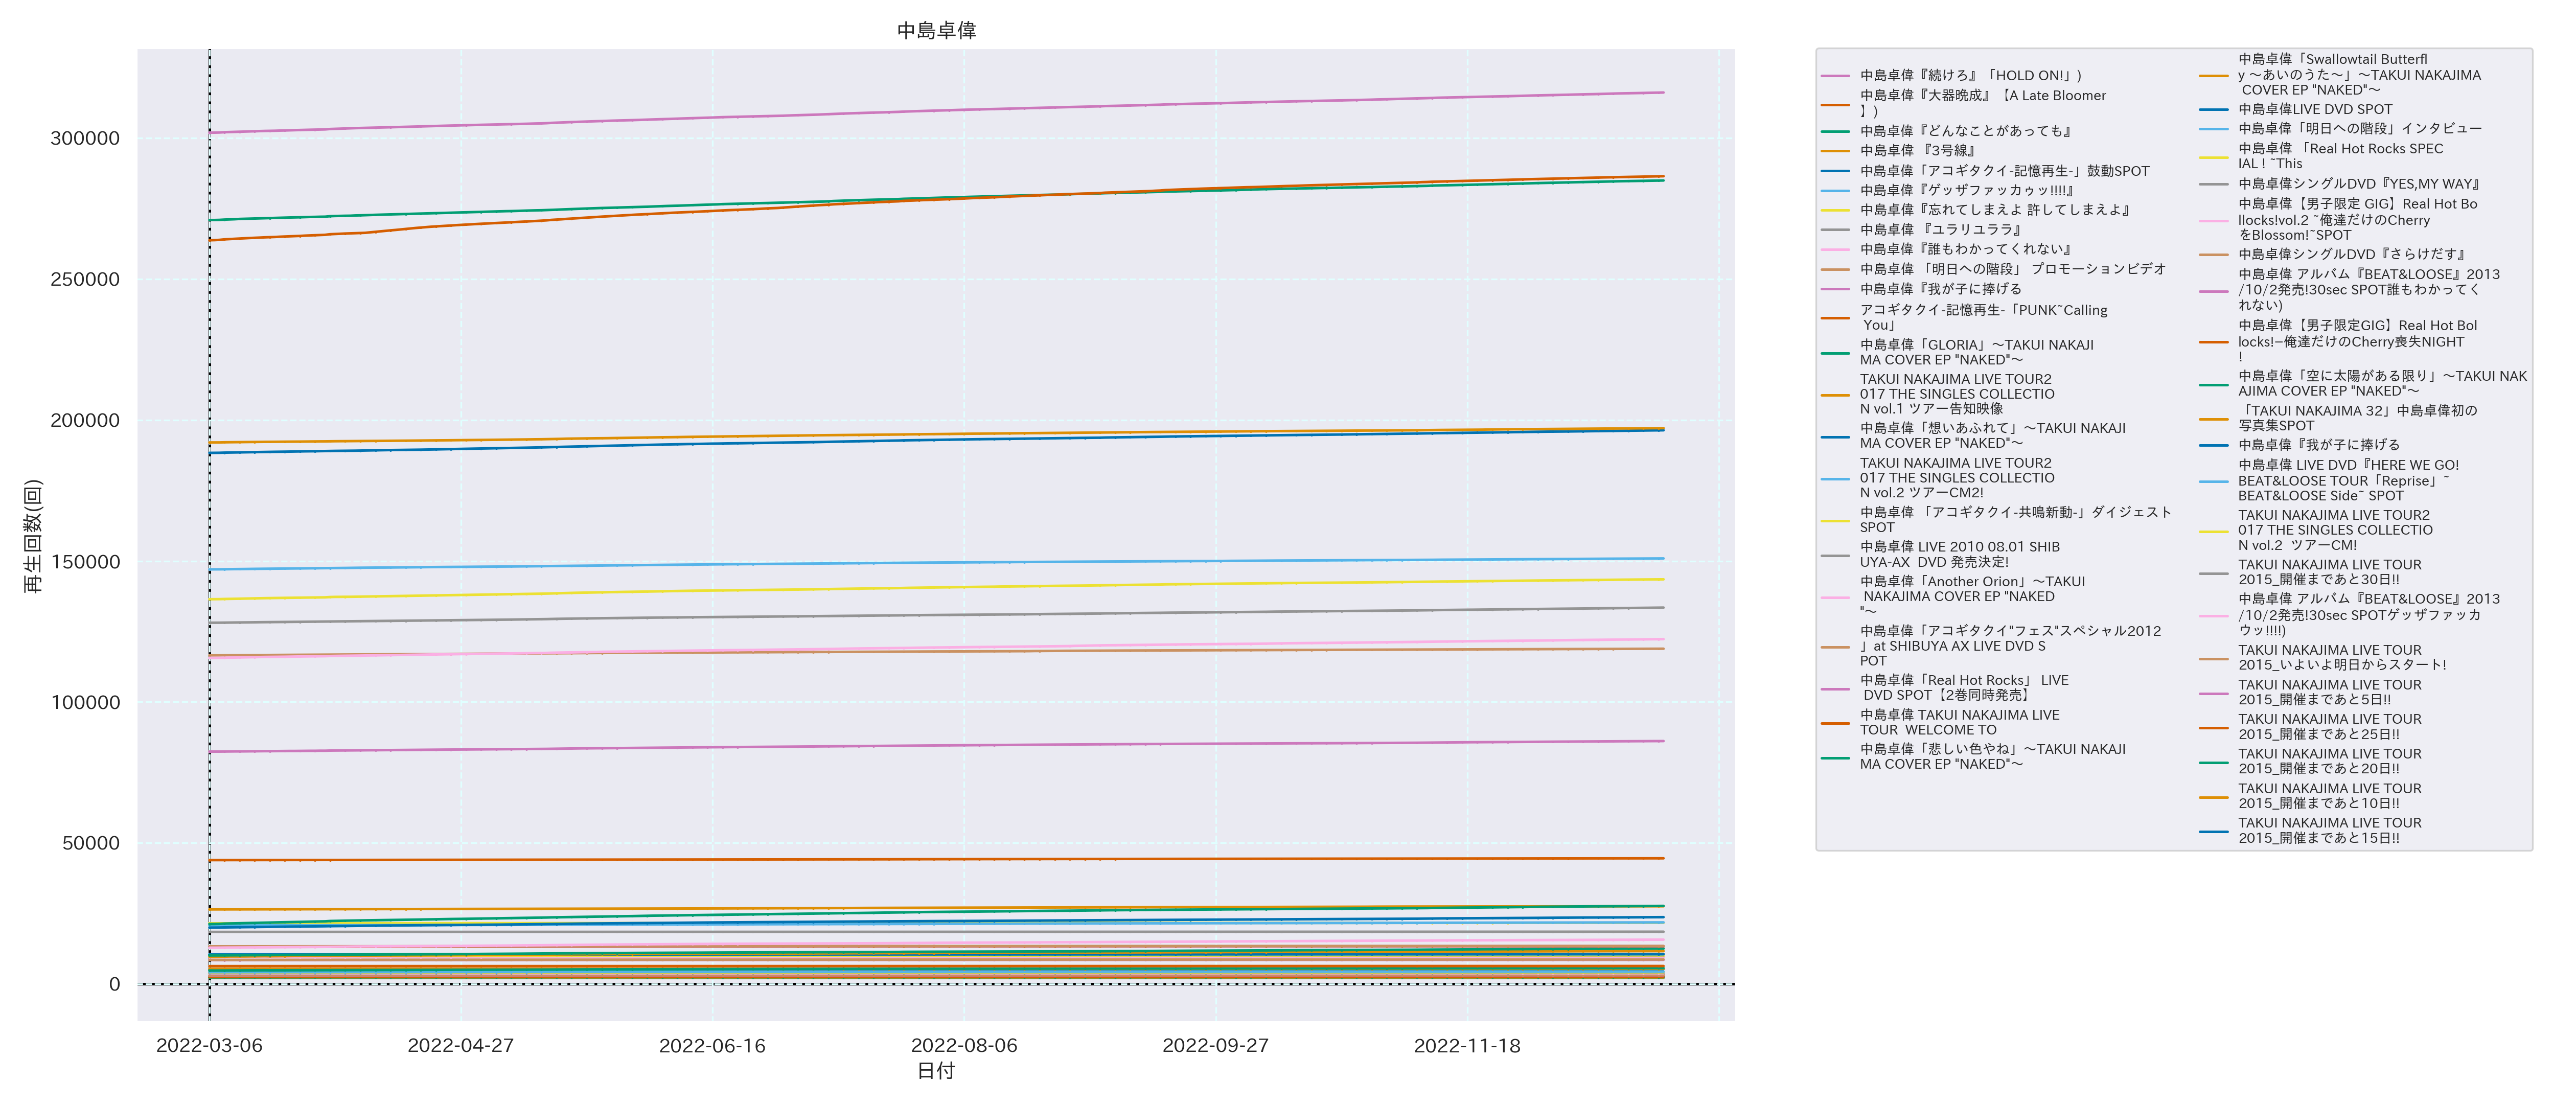 中島卓偉
再生回数(回)
300000
250000
200000
150000
100000
50000
0
2022-03-06
2022-04-27
2022-06-16
2022-08-06
2022-09-27
2022-11-18
日付
中島卓偉『続けろ』「HOLD ON!」)
中島卓偉『大器晩成』【A Late Bloomer
】)
中島卓偉『どんなことがあっても』
中島卓偉 『3号線』
中島卓偉「アコギタクイ-記憶再生-」鼓動SPOT
中島卓偉『ゲッザファッカゥッ!!!!』
中島卓偉『忘れてしまえよ 許してしまえよ』
中島卓偉 『ユラリユララ』
中島卓偉『誰もわかってくれない』
中島卓偉 「明日への階段」 プロモーションビデオ
中島卓偉『我が子に捧げる
アコギタクイ-記憶再生-「PUNK~Calling
You」
中島卓偉「GLORIA」〜TAKUI NAKAJI
MA COVER EP "NAKED"〜
TAKUI NAKAJIMA LIVE TOUR2
017 THE SINGLES COLLECTIO
N vol.1 ツアー告知映像
中島卓偉「想いあふれて」〜TAKUI NAKAJI
MA COVER EP "NAKED"〜
TAKUI NAKAJIMA LIVE TOUR2
017 THE SINGLES COLLECTIO
N vol.2 ツアーCM2!
中島卓偉 「アコギタクイ-共鳴新動-」ダイジェスト
SPOT
中島卓偉 LIVE 2010 08.01 SHIB
UYA-AX  DVD 発売決定!
中島卓偉「Another Orion」〜TAKUI
NAKAJIMA COVER EP "NAKED
"〜
中島卓偉「アコギタクイ"フェス"スペシャル2012
」at SHIBUYA AX LIVE DVD S
POT
中島卓偉「Real Hot Rocks」 LIVE
DVD SPOT【2巻同時発売】
中島卓偉 TAKUI NAKAJIMA LIVE
TOUR  WELCOME TO
中島卓偉「悲しい色やね」〜TAKUI NAKAJI
MA COVER EP "NAKED"〜
中島卓偉「Swallowtail Butterfl
y 〜あいのうた〜」〜TAKUI NAKAJIMA
COVER EP "NAKED"〜
中島卓偉LIVE DVD SPOT
中島卓偉「明日への階段」インタビュー
中島卓偉 「Real Hot Rocks SPEC
IAL ! ~This
中島卓偉シングルDVD『YES,MY WAY』
中島卓偉【男子限定 GIG】Real Hot Bo
llocks!vol.2 ~俺達だけのCherry
をBlossom!~SPOT
中島卓偉シングルDVD『さらけだす』
中島卓偉 アルバム『BEAT&LOOSE』2013
/10/2発売!30sec SPOT誰もわかってく
れない)
中島卓偉【男子限定GIG】Real Hot Bol
locks!−俺達だけのCherry喪失NIGHT
!
中島卓偉「空に太陽がある限り」〜TAKUI NAK
AJIMA COVER EP "NAKED"〜
「TAKUI NAKAJIMA 32」中島卓偉初の
写真集SPOT
中島卓偉『我が子に捧げる
中島卓偉 LIVE DVD『HERE WE GO!
BEAT&LOOSE TOUR「Reprise」~
BEAT&LOOSE Side~ SPOT
TAKUI NAKAJIMA LIVE TOUR2
017 THE SINGLES COLLECTIO
N vol.2  ツアーCM!
TAKUI NAKAJIMA LIVE TOUR
2015_開催まであと30日!!
中島卓偉 アルバム『BEAT&LOOSE』2013
/10/2発売!30sec SPOTゲッザファッカ
ウッ!!!!)
TAKUI NAKAJIMA LIVE TOUR
2015_いよいよ明日からスタート!
TAKUI NAKAJIMA LIVE TOUR
2015_開催まであと5日!!
TAKUI NAKAJIMA LIVE TOUR
2015_開催まであと25日!!
TAKUI NAKAJIMA LIVE TOUR
2015_開催まであと20日!!
TAKUI NAKAJIMA LIVE TOUR
2015_開催まであと10日!!
TAKUI NAKAJIMA LIVE TOUR
2015_開催まであと15日!!